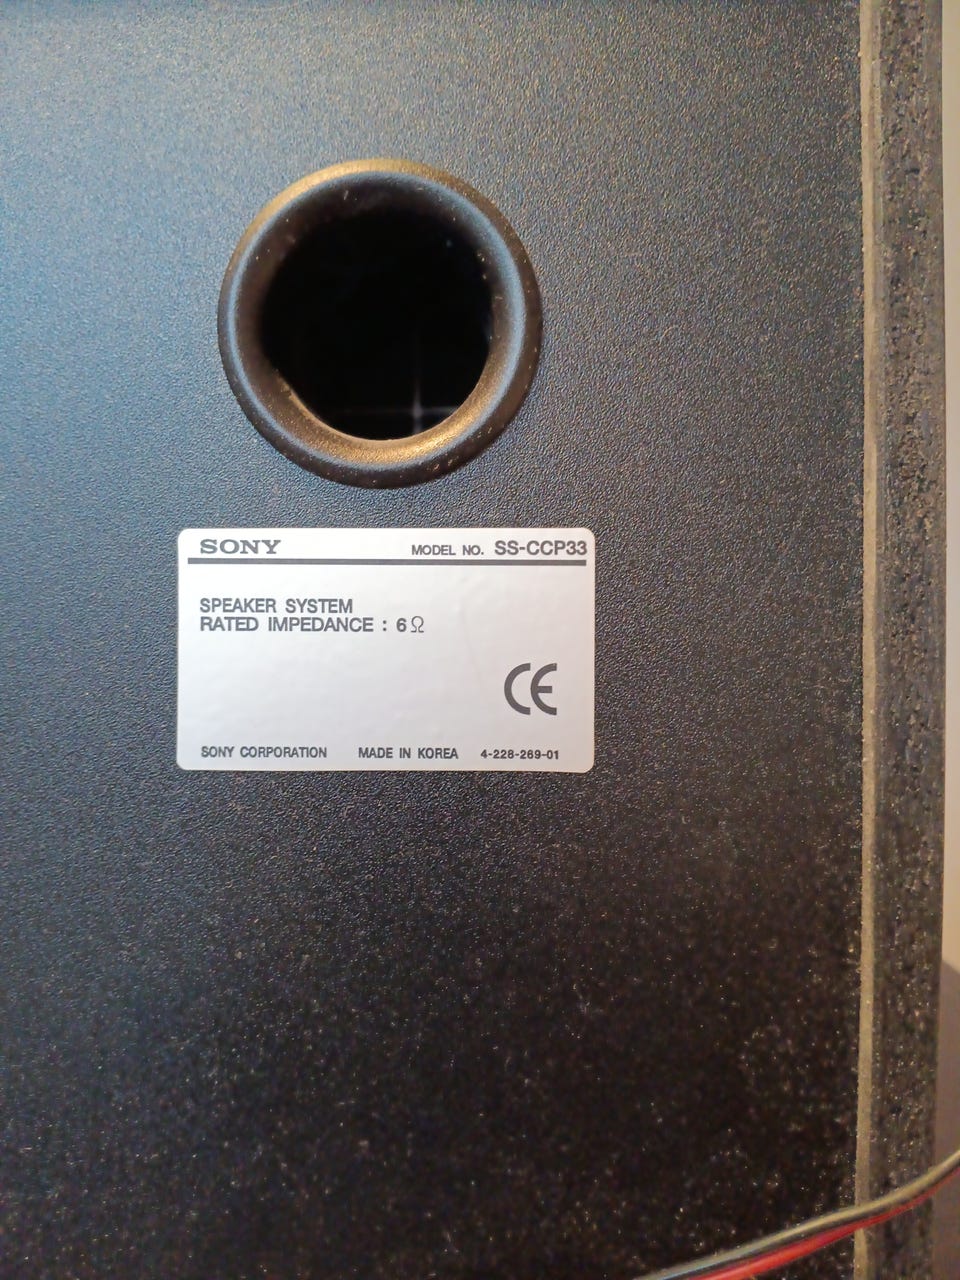 SONY MODEL NO. SS-CCP33
SPEAKER SYSTEM
RATED IMPEDANCE : 6Ω
CE
SONY CORPORATION MADE IN KOREA 4-228-269-01